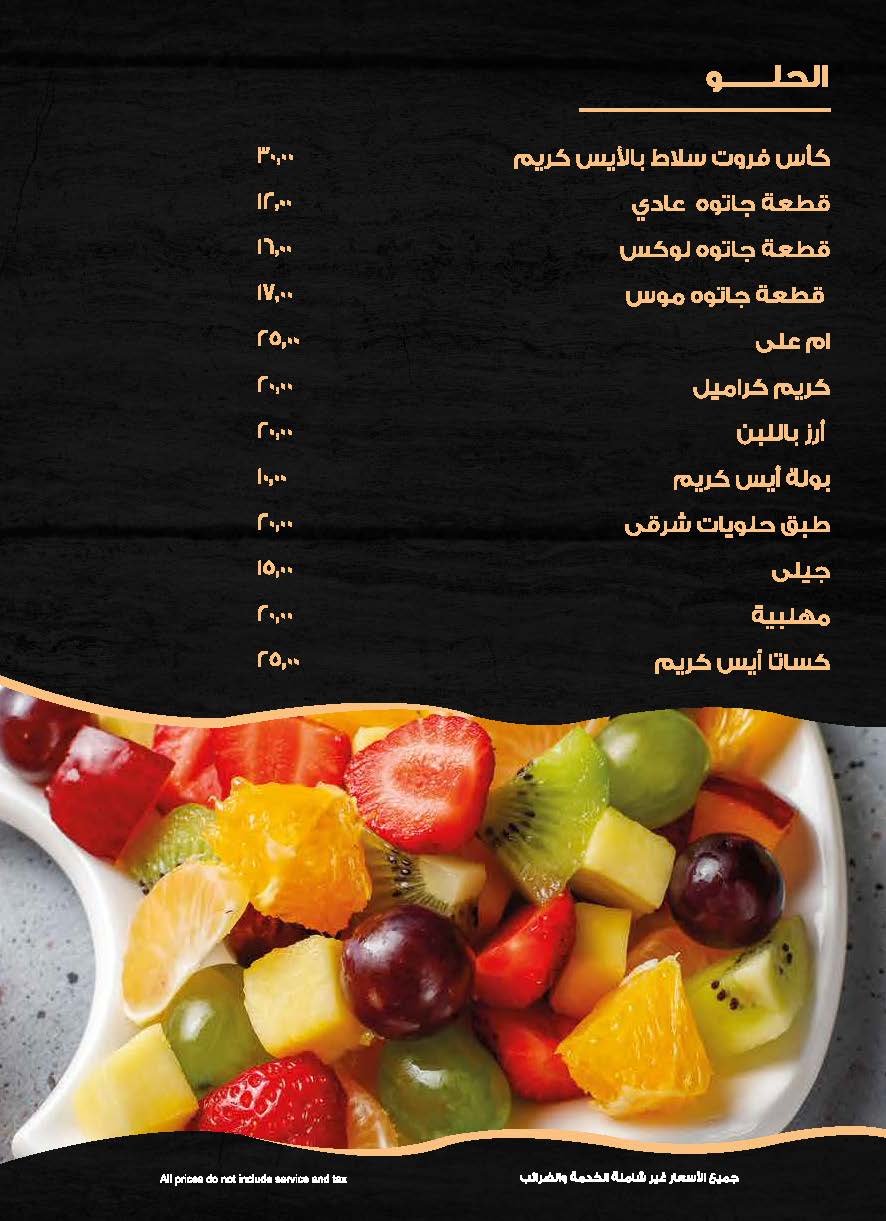 الحلـــــو
كأس فروت سلاط بالأيس كريم ٣٠,٠٠
قطعة جاتوه عادي ١٢,٠٠
قطعة جاتوه لوكس ١٦,٠٠
قطعة جاتوه موس ١٧,٠٠
ام على ٢٥,٠٠
كريم كراميل ٢٠,٠٠
أرز باللبن ٢٠,٠٠
بولة أيس كريم ١٠,٠٠
طبق حلويات شرقى ٢٠,٠٠
جيلى ١٥,٠٠
مهلبية ٢٠,٠٠
كساتا أيس كريم ٢٥,٠٠
جميع الأسعار غير شاملة الخدمة والضرائب
All prices do not include service and tax